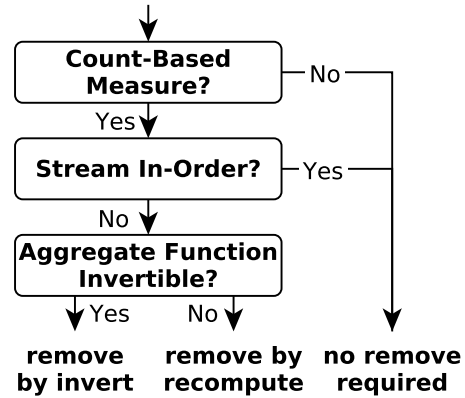 Count-Based
Measure?
No
Yes
Stream In-Order?
Yes
No
Aggregate Function
Invertible?
Yes
No
remove
by invert
remove by
recompute
no remove
required